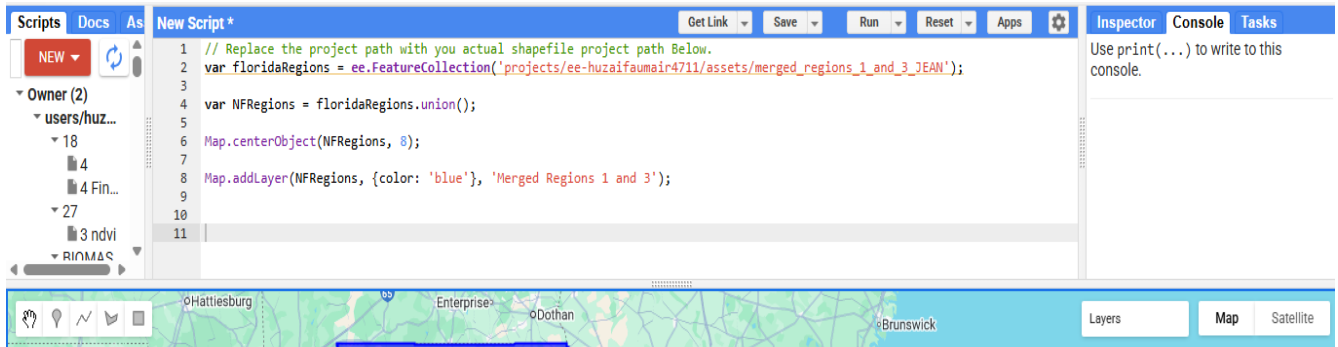 Scripts Docs As
NEW
Owner (2)
users/huz...
18
4
4 Fin...
27
3 ndvi
BIOMAS
New Script *
Get Link Save Run Reset Apps
1 // Replace the project path with you actual shapefile project path Below.
2 var floridaRegions = ee.FeatureCollection('projects/ee-huzaifaumair4711/assets/merged_regions_1_and_3_JEAN');
3
4 var NFRegions = floridaRegions.union();
5
6 Map.centerObject(NFRegions, 8);
7
8 Map.addLayer(NFRegions, {color: 'blue'}, 'Merged Regions 1 and 3');
9
10
11
Inspector Console Tasks
Use print(...) to write to this
console.
Hattiesburg
65
Enterprise
Dothan
Brunswick
Layers
Map Satellite